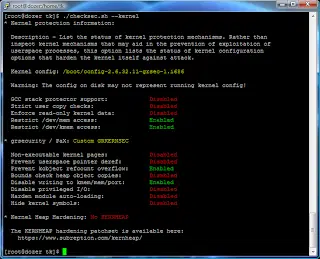 root@dozer:/home/tk
[root@dozer tk]# ./checksec.sh --kernel
* Kernel protection information:
Description - List the status of kernel protection mechanisms. Rather than
inspect kernel mechanisms that may aid in the prevention of exploitation of
userspace processes, this option lists the status of kernel configuration
options that harden the kernel itself against attack.
Kernel config: /boot/config-2.6.32.11-grsec-1.i686
Warning: The config on disk may not represent running kernel config!
GCC stack protector support: Disabled
Strict user copy checks: Disabled
Enforce read-only kernel data: Disabled
Restrict /dev/mem access: Enabled
Restrict /dev/kmem access: Enabled
* grsecurity / PaX: Custom GRKERNSEC
Non-executable kernel pages: Disabled
Prevent userspace pointer deref: Disabled
Prevent kobject refcount overflow: Enabled
Bounds check heap object copies: Disabled
Disable writing to kmem/mem/port: Enabled
Disable privileged I/O: Disabled
Harden module auto-loading: Disabled
Hide kernel symbols: Disabled
* Kernel Heap Hardening: No KERNHEAP
The KERNHEAP hardening patchset is available here:
https://www.subreption.com/kernheap/
[root@dozer tk]#